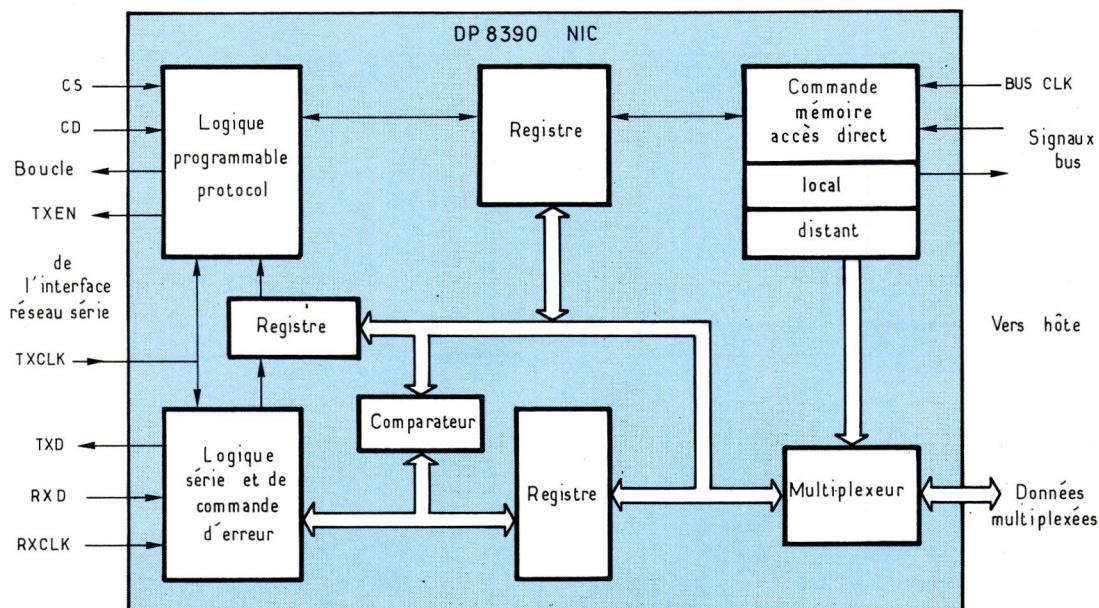 DP 8390 NIC
CS
CD
Boucle
TXEN
de
l'interface
réseau série
TXCLK
TXD
RXD
RXCLK
Logique
programmable
protocol
Registre
Commande
mémoire
accès direct
local
distant
BUS CLK
Signaux
bus
Registre
Vers hôte
Comparateur
Logique
série et de
commande
d'erreur
Registre
Multiplexeur
Données
multiplexées